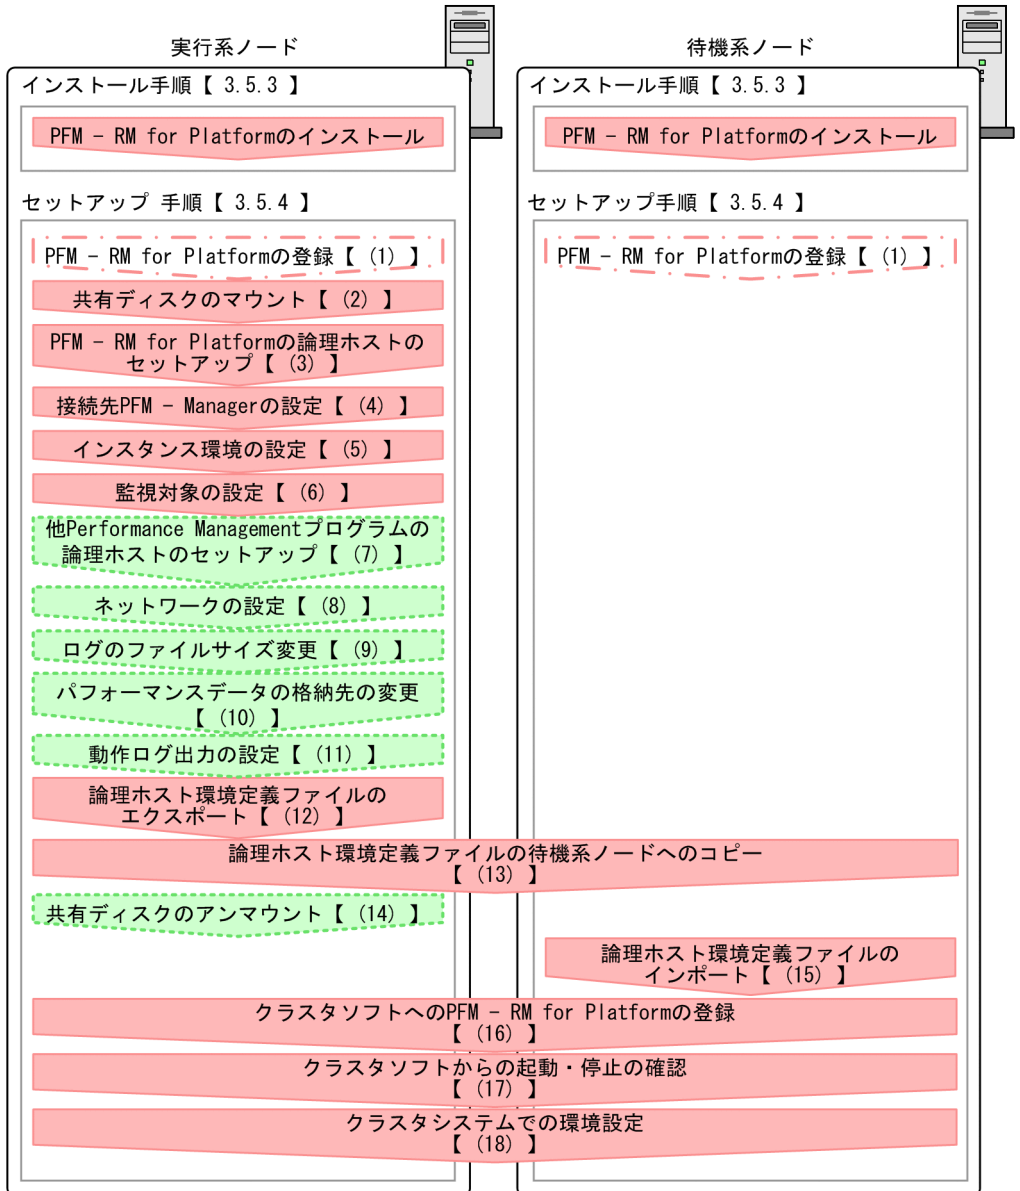 実行系ノード
待機系ノード
インストール手順【 3.5.3 】
インストール手順【 3.5.3 】
PFM - RM for Platformのインストール
PFM - RM for Platformのインストール
セットアップ 手順【 3.5.4 】
セットアップ手順【 3.5.4 】
PFM - RM for Platformの登録【 (1) 】
PFM - RM for Platformの登録【 (1) 】
共有ディスクのマウント【 (2) 】
PFM - RM for Platformの論理ホストの
セットアップ【 (3) 】
接続先PFM - Managerの設定【 (4) 】
インスタンス環境の設定【 (5) 】
監視対象の設定【 (6) 】
他Performance Managementプログラムの
論理ホストのセットアップ【 (7) 】
ネットワークの設定【 (8) 】
ログのファイルサイズ変更【 (9) 】
パフォーマンスデータの格納先の変更
【 (10) 】
動作ログ出力の設定【 (11) 】
論理ホスト環境定義ファイルの
エクスポート【 (12) 】
論理ホスト環境定義ファイルの待機系ノードへのコピー
【 (13) 】
共有ディスクのアンマウント【 (14) 】
論理ホスト環境定義ファイルの
インポート【 (15) 】
クラスタソフトへのPFM - RM for Platformの登録
【 (16) 】
クラスタソフトからの起動・停止の確認
【 (17) 】
クラスタシステムでの環境設定
【 (18) 】